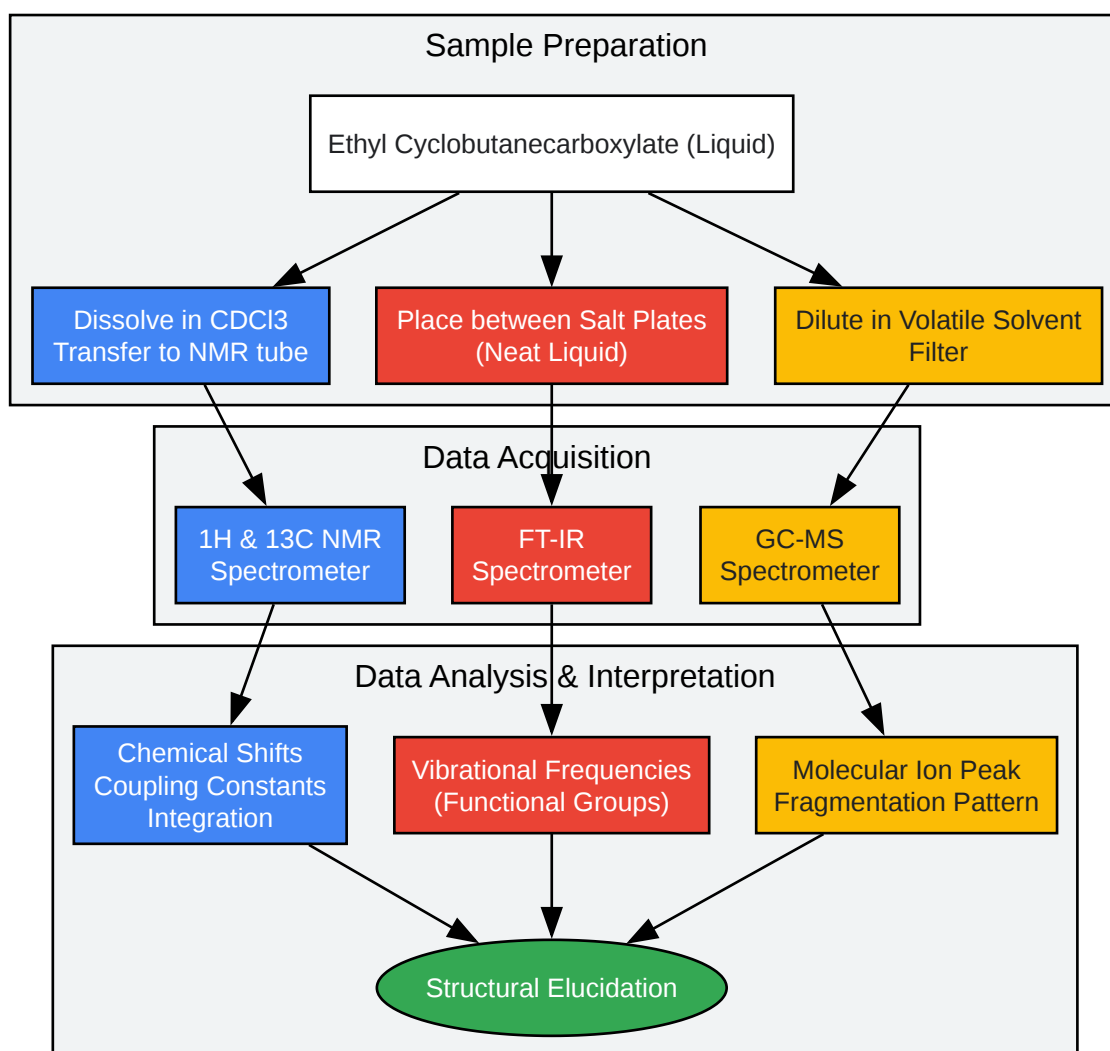 Sample Preparation
Ethyl Cyclobutanecarboxylate (Liquid)
Dissolve in CDCl3
Transfer to NMR tube
Place between Salt Plates
(Neat Liquid)
Dilute in Volatile Solvent
Filter
Data Acquisition
1H & 13C NMR
Spectrometer
FT-IR
Spectrometer
GC-MS
Spectrometer
Data Analysis & Interpretation
Chemical Shifts
Coupling Constants
Integration
Vibrational Frequencies
(Functional Groups)
Molecular Ion Peak
Fragmentation Pattern
Structural Elucidation